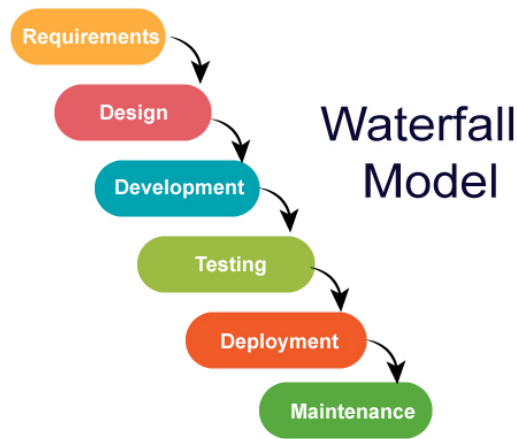 Requirements
Design
Waterfall
Model
Development
Testing
Deployment
Maintenance